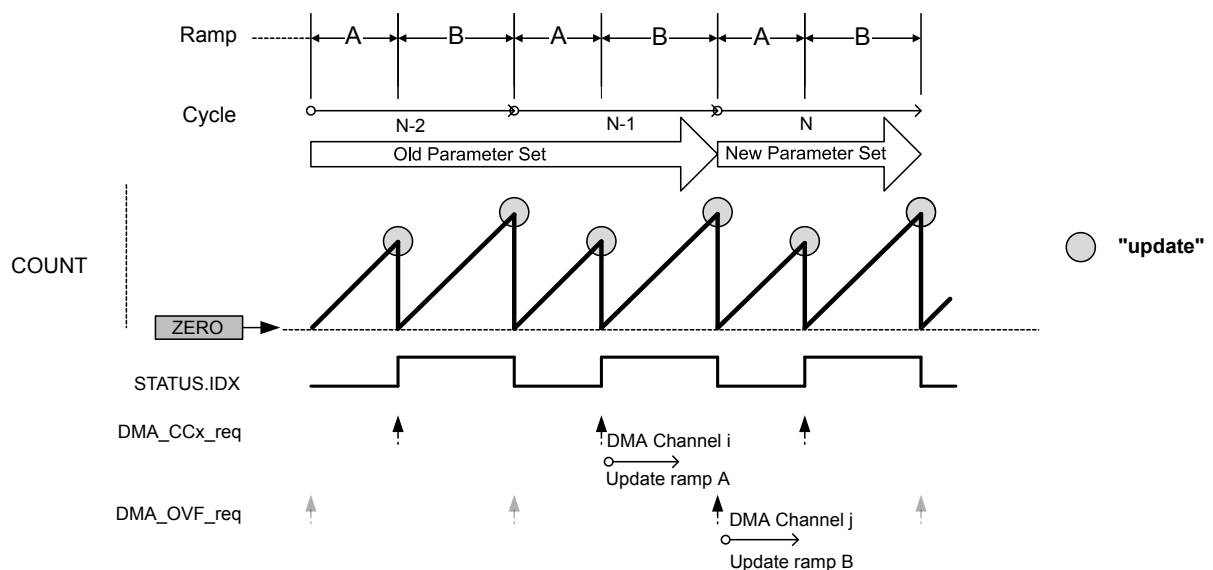 Ramp A B A B A B
Cycle
N-2 N-1 N
Old Parameter Set New Parameter Set
"update"
COUNT
ZERO
STATUS.IDX
DMA_CCx_req
DMA Channel i
Update ramp A
DMA_OVF_req
DMA Channel j
Update ramp B